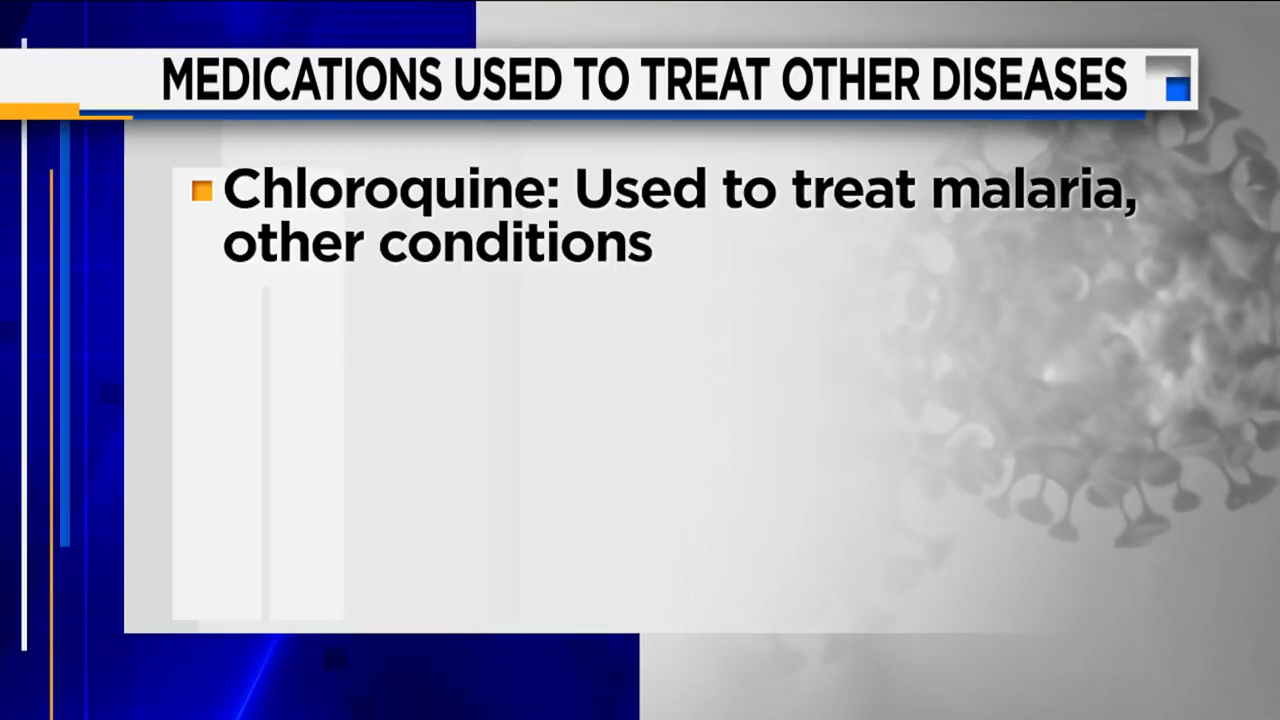 MEDICATIONS USED TO TREAT OTHER DISEASES
Chloroquine: Used to treat malaria,
other conditions